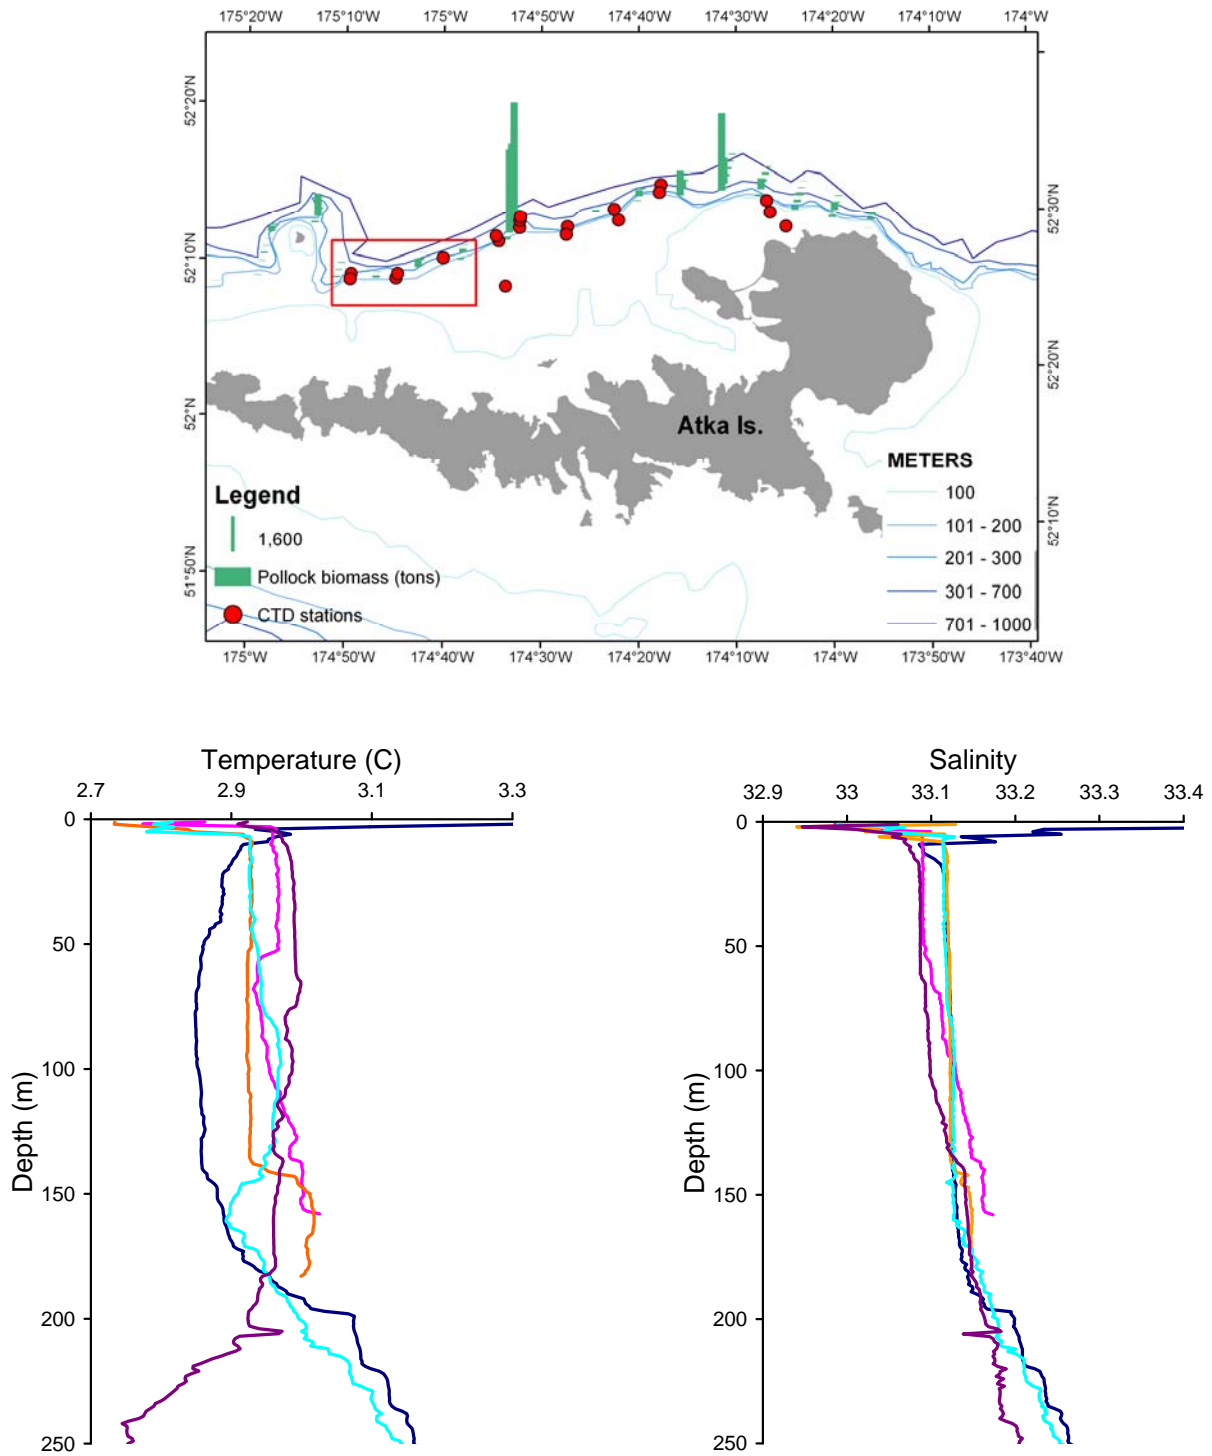 175°20'W 175°10'W 175°W 174°50'W 174°40'W 174°30'W 174°20'W 174°10'W 174°W
52°20'N
52°30'N
52°10'N
52°20'N
52°N
Atka Is.
METERS
Legend
100
1,600
52°10'N
101 - 200
201 - 300
51°50'N
Pollock biomass (tons)
301 - 700
CTD stations
701 - 1000
175°W 174°50'W 174°40'W 174°30'W 174°20'W 174°10'W 174°W 173°50'W 173°40'W
Temperature (C)
2.7 2.9 3.1 3.3
0
50
100
150
200
250
Depth (m)
Salinity
32.9 33 33.1 33.2 33.3 33.4
0
50
100
150
200
250
Depth (m)